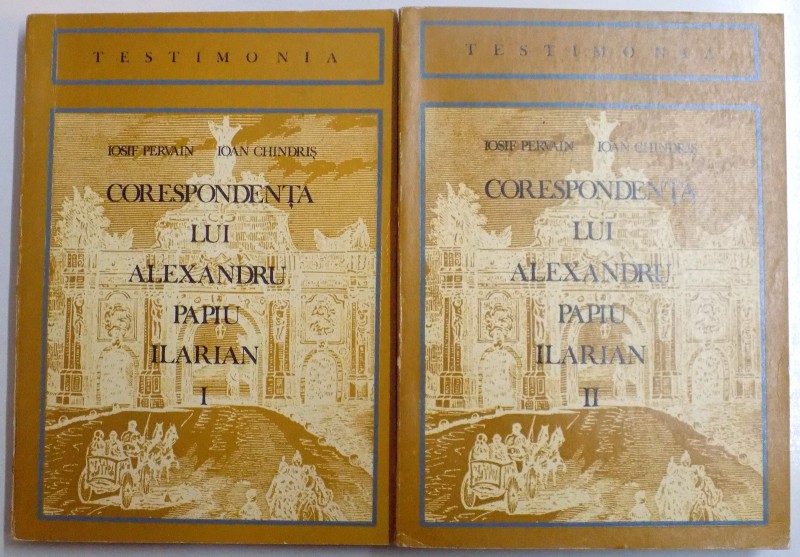 TESTIMONIA
IOSIF PERVAIN IOAN CHINDRIȘ
CORESPONDENȚA
LUI
ALEXANDRU
PAPIU
ILARIAN
I
TESTIMONIA
IOSIF PERVAIN IOAN CHINDRIȘ
CORESPONDENȚA
LUI
ALEXANDRU
PAPIU
ILARIAN
II